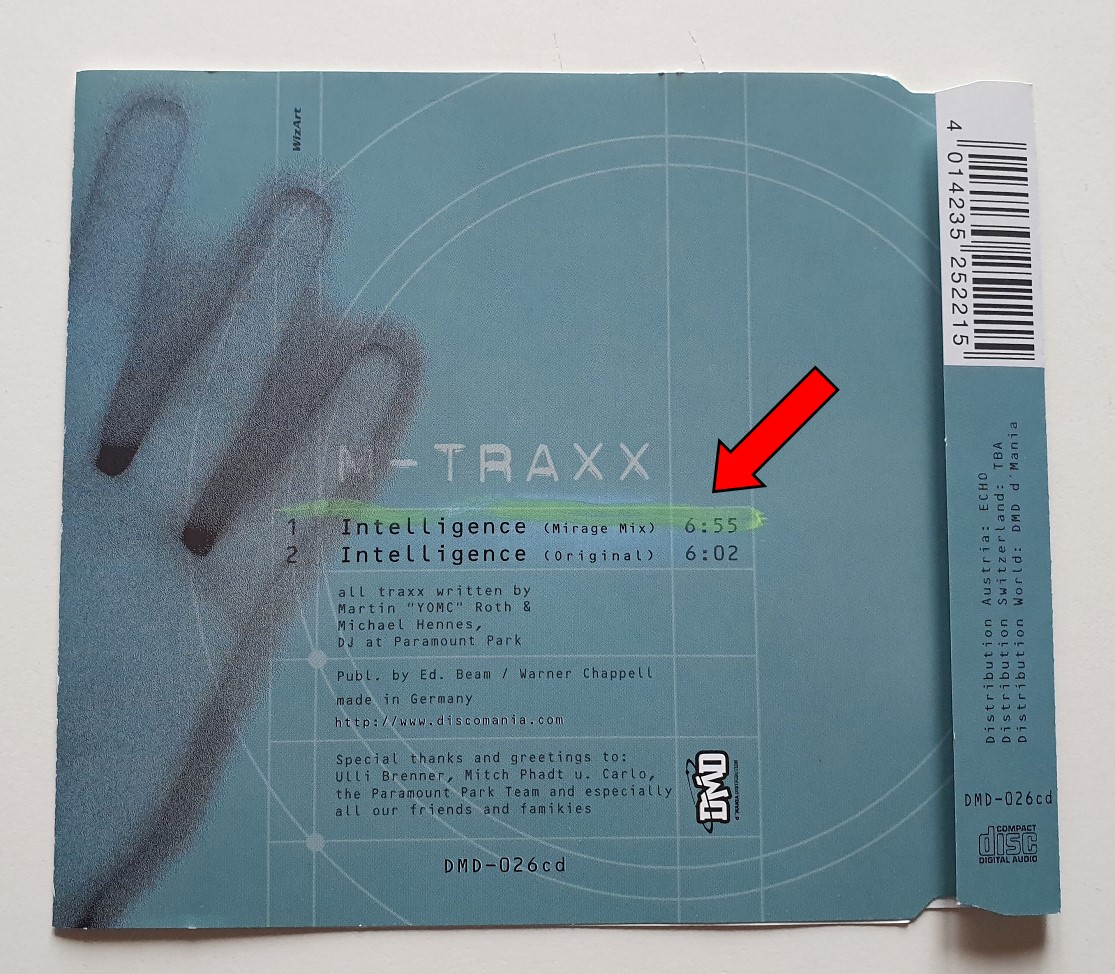 WizArt
N-TRAXX
1 Intelligence (Mirage Mix) 6:55
2 Intelligence (Original) 6:02
all traxx written by
Martin "YOMC" Roth &
Michael Hennes,
DJ at Paramount Park
Publ. by Ed. Beam / Warner Chappell
made in Germany
http://www.discomania.com
Special thanks and greetings to:
Ulli Brenner, Mitch Phadt u. Carlo,
the Paramount Park Team and especially
all our friends and famikies
DMD
DMD-026cd
4 014235 252215
Distribution Austria: ECHO
Distribution Switzerland: TBA
Distribution World: DMD d'Mania
DMD-026cd
COMPACT
disc
DIGITAL AUDIO